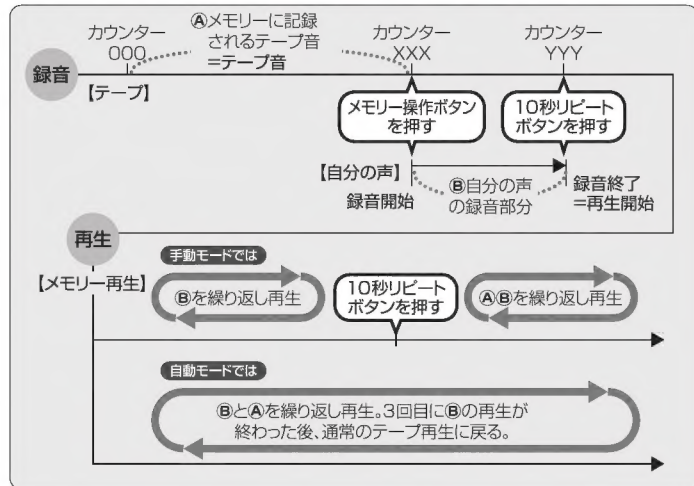 カウンター
000
Ⓐメモリーに記録
されるテープ音
=テープ音
カウンター
XXX
カウンター
YYY
録音
【テープ】
メモリー操作ボタン
を押す
10秒リピート
ボタンを押す
【自分の声】
録音開始
Ⓑ自分の声
の録音部分
録音終了
=再生開始
再生
【メモリー再生】
手動モードでは
Ⓑを繰り返し再生
10秒リピート
ボタンを押す
ⒶⒷを繰り返し再生
自動モードでは
ⒷとⒶを繰り返し再生。3回目にⒷの再生が
終わった後、通常のテープ再生に戻る。